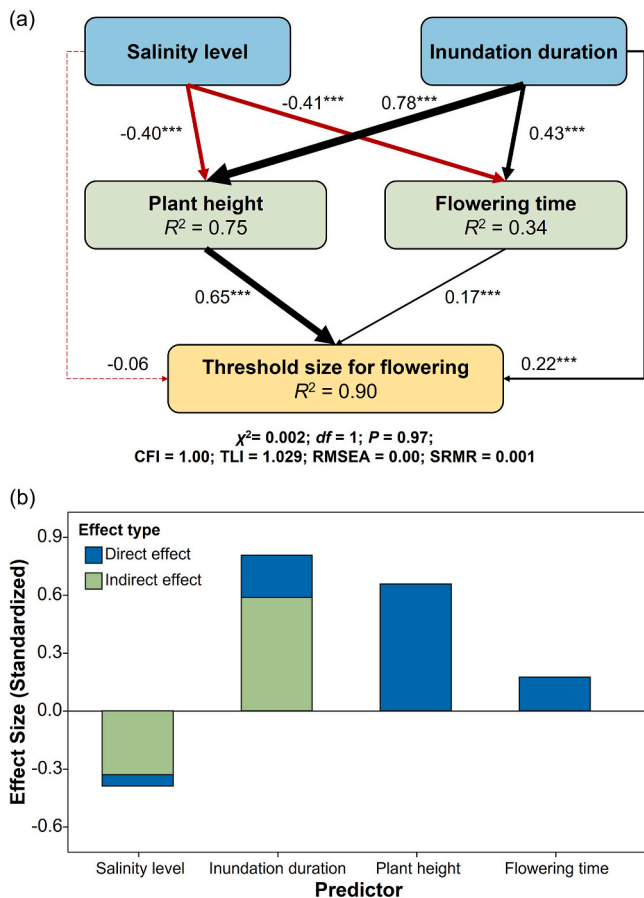 (a)
Salinity level
Inundation duration
-0.41***
0.78***
-0.40***
0.43***
Plant height
R² = 0.75
Flowering time
R² = 0.34
0.65***
0.17***
-0.06
Threshold size for flowering
R² = 0.90
0.22***
χ²= 0.002; df = 1; P = 0.97;
CFI = 1.00; TLI = 1.029; RMSEA = 0.00; SRMR = 0.001
(b)
Effect type
Direct effect
Indirect effect
Effect Size (Standardized)
0.9
0.6
0.3
0.0
-0.3
-0.6
Salinity level
Inundation duration
Plant height
Flowering time
Predictor